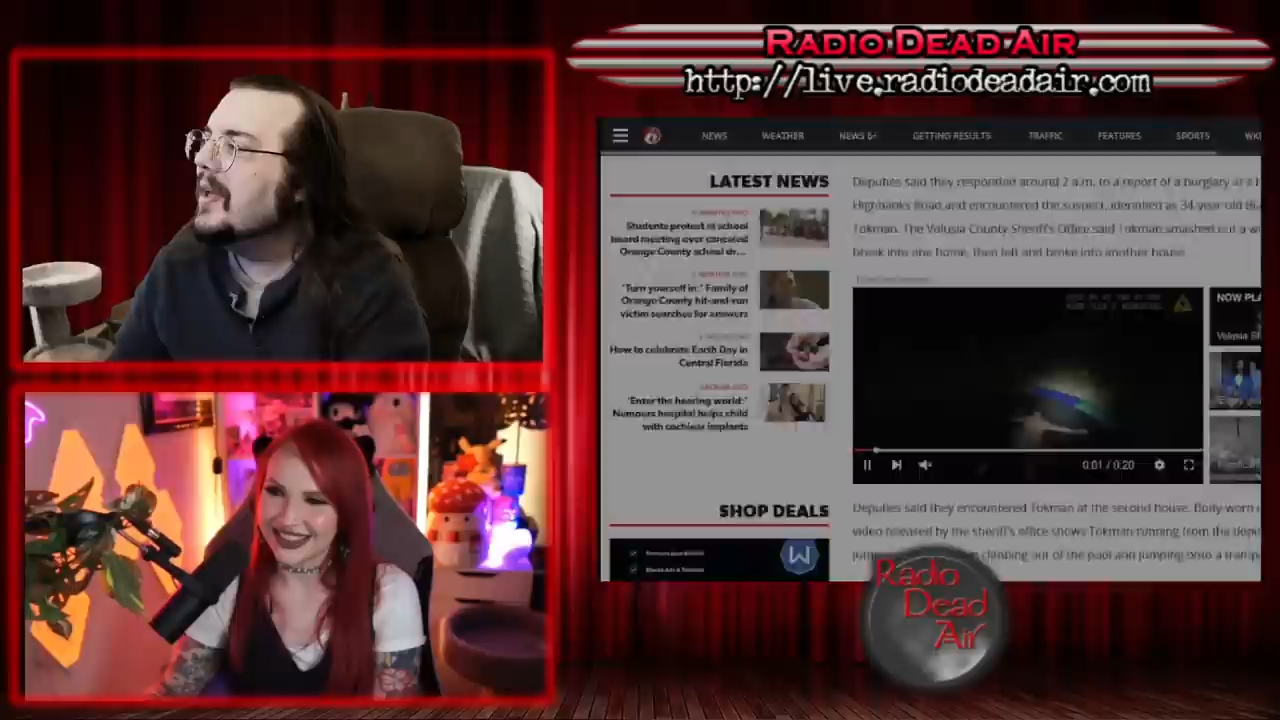 Radio Dead Air
http://live.radiodeadair.com
NEWS WEATHER NEWS 6+ GETTING RESULTS TRAFFIC FEATURES SPORTS
LATEST NEWS
Students protest at school
board meeting over canceled
Orange County school dr...
'Turn yourself in:' Family of
Orange County hit-and-run
victim searches for answers
How to celebrate Earth Day in
Central Florida
'Enter the hearing world:'
Nemours hospital helps child
with cochlear implants
SHOP DEALS
Deputies said they responded around 2 a.m. to a report of a burglary at a
Highbanks Road and encountered the suspect, identified as 34-year-old
Tokman. The Volusia County Sheriff's Office said Tokman smashed out a
break into one home, then left and broke into another house.
NOW PLA
Volusia
0:01 / 0:20
Deputies said they encountered Tokman at the second house. Body-worn
video released by the sheriff's office shows Tokman running from the
climbing out of the pool and jumping onto a
Radio
Dead
Air